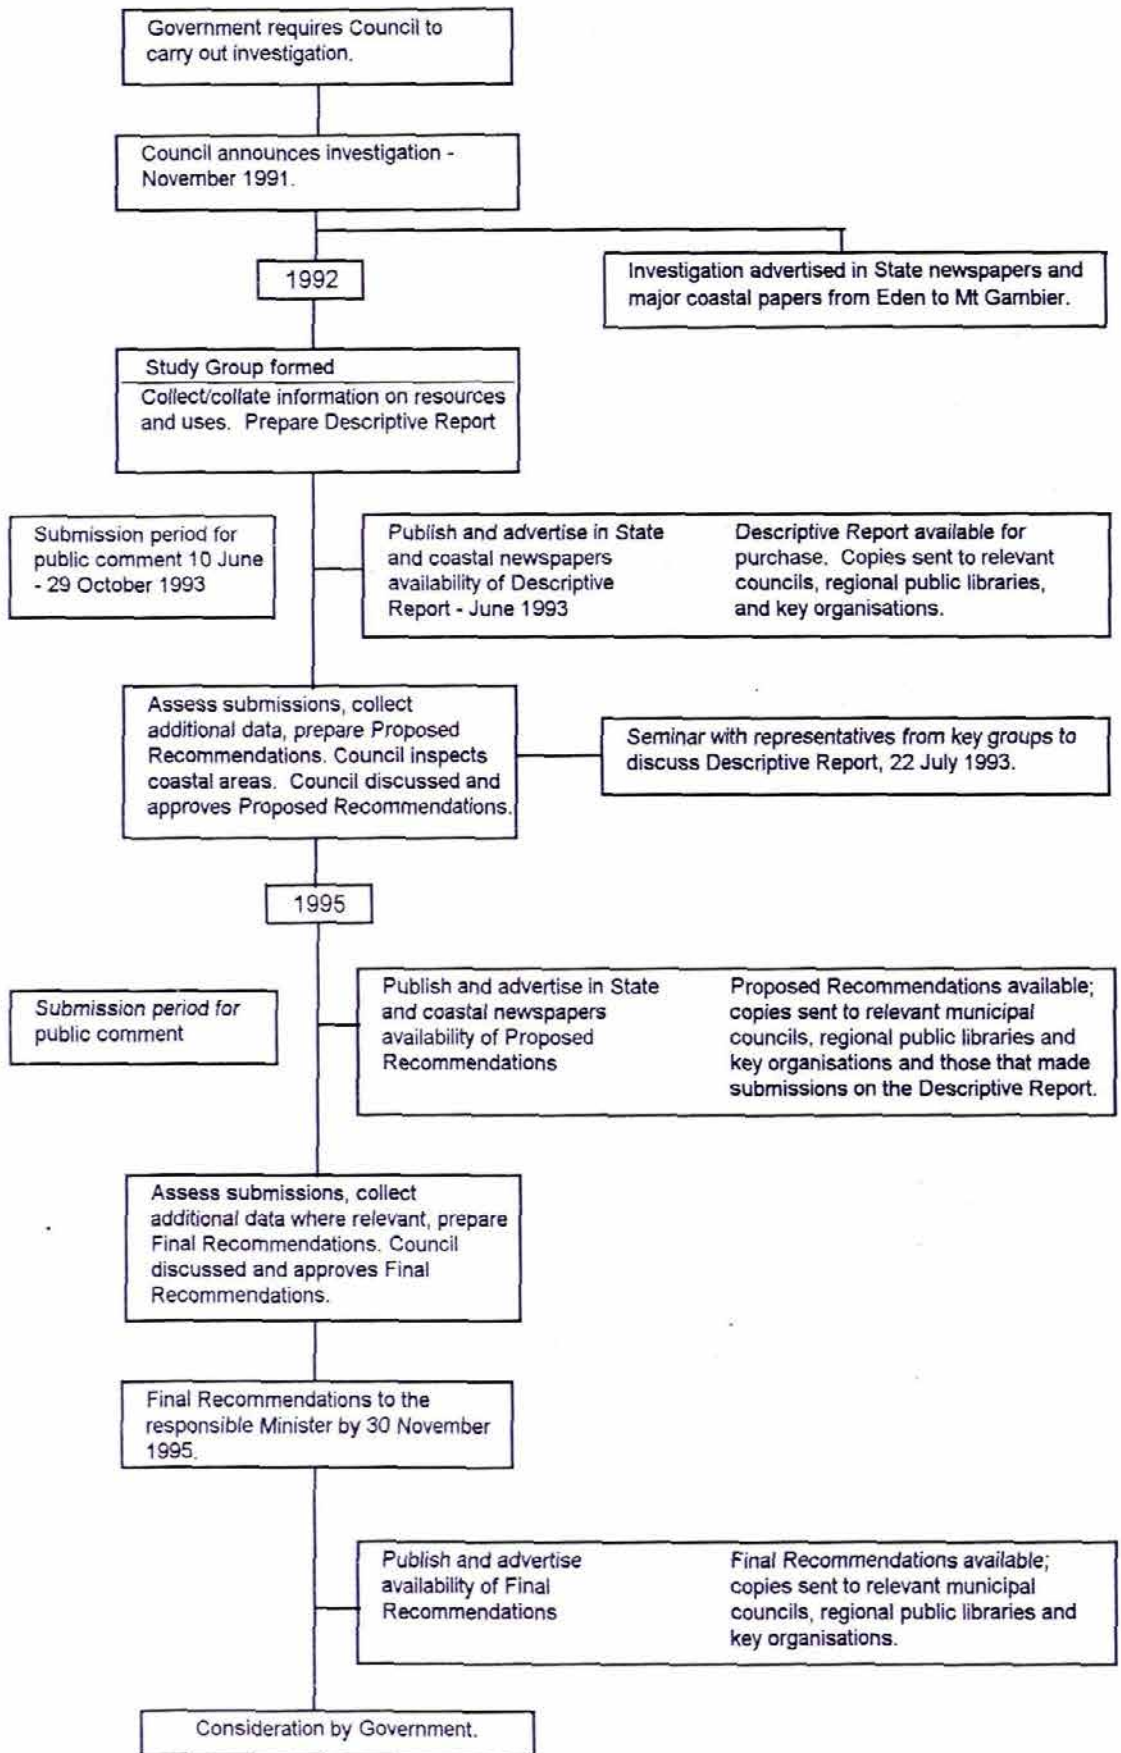 Government requires Council to
carry out investigation.
Council announces investigation -
November 1991.
1992
Investigation advertised in State newspapers and
major coastal papers from Eden to Mt Gambier.
Study Group formed
Collect/collate information on resources
and uses. Prepare Descriptive Report
Submission period for
public comment 10 June
- 29 October 1993
Publish and advertise in State
and coastal newspapers
availability of Descriptive
Report - June 1993
Descriptive Report available for
purchase. Copies sent to relevant
councils, regional public libraries,
and key organisations.
Assess submissions, collect
additional data, prepare Proposed
Recommendations. Council inspects
coastal areas. Council discussed and
approves Proposed Recommendations.
Seminar with representatives from key groups to
discuss Descriptive Report, 22 July 1993.
1995
Submission period for
public comment
Publish and advertise in State
and coastal newspapers
availability of Proposed
Recommendations
Proposed Recommendations available;
copies sent to relevant municipal
councils, regional public libraries and
key organisations and those that made
submissions on the Descriptive Report.
Assess submissions, collect
additional data where relevant, prepare
Final Recommendations. Council
discussed and approves Final
Recommendations.
Final Recommendations to the
responsible Minister by 30 November
1995.
Publish and advertise
availability of Final
Recommendations
Final Recommendations available;
copies sent to relevant municipal
councils, regional public libraries and
key organisations.
Consideration by Government.